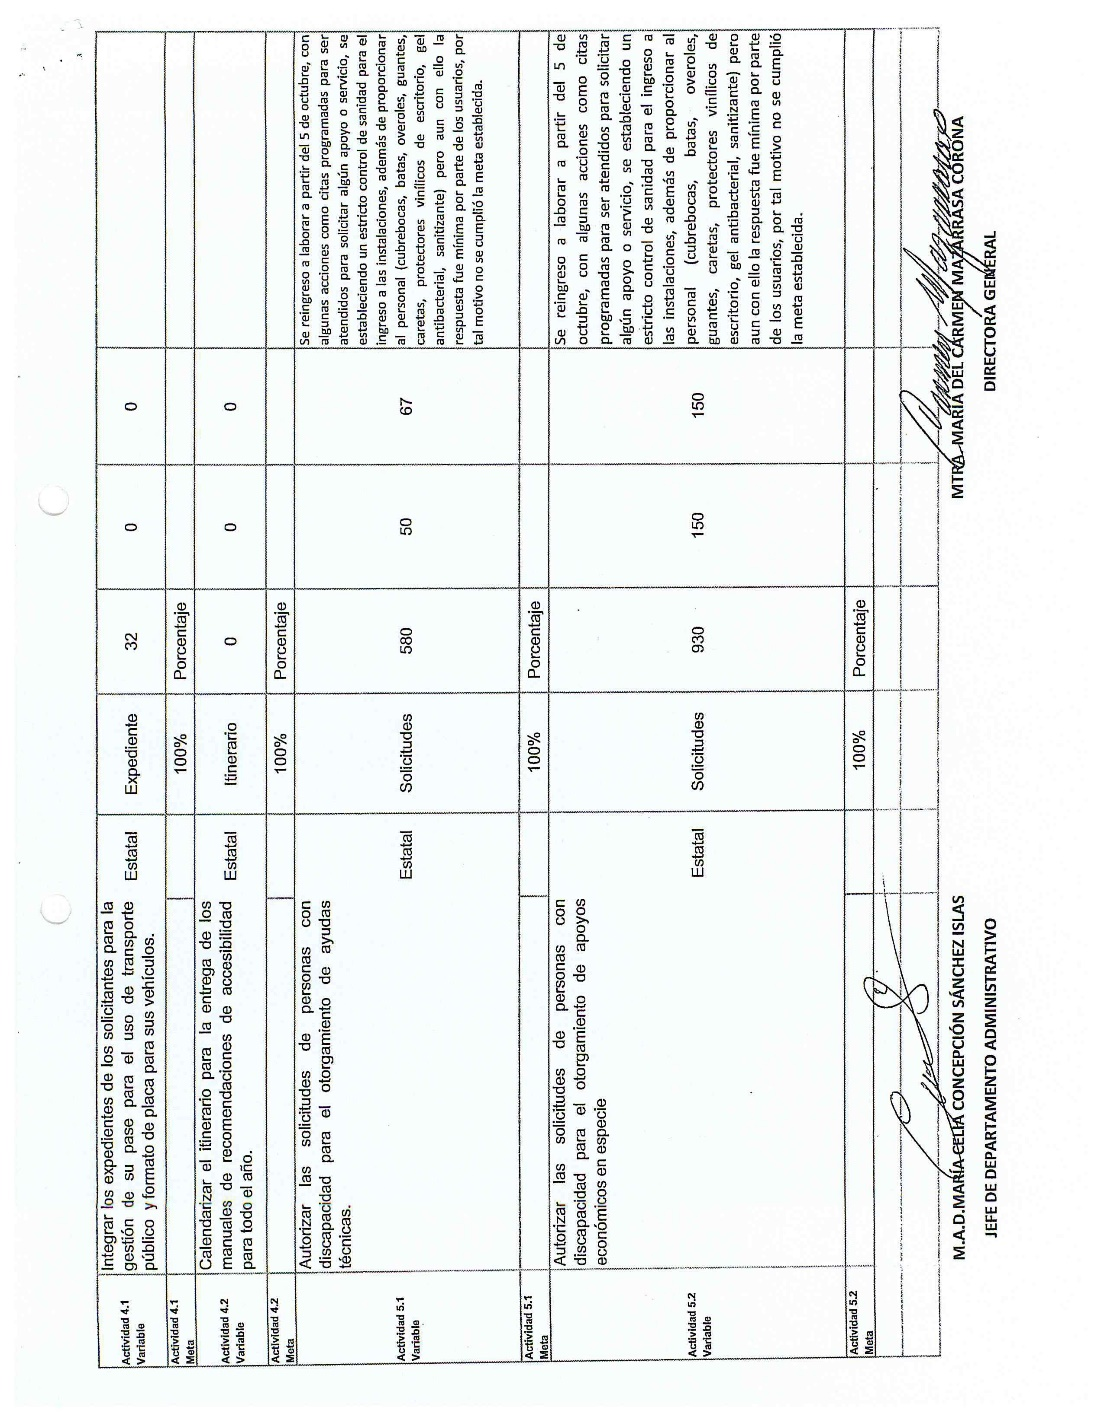 Actividad 4.1
Variable
Integrar los expedientes de los solicitantes para la
gestión de su pase para el uso de transporte
público y formato de placa para sus vehículos.
Estatal
Expediente
32
0
0
Actividad 4.1
Meta
100%
Porcentaje
Actividad 4.2
Variable
Calendarizar el itinerario para la entrega de los
manuales de recomendaciones de accesibilidad
para todo el año.
Estatal
Itinerario
0
0
0
Actividad 4.2
Meta
100%
Porcentaje
Actividad 5.1
Variable
Autorizar las solicitudes de personas con
discapacidad para el otorgamiento de ayudas
técnicas.
Estatal
Solicitudes
580
50
67
Se reingreso a laborar a partir del 5 de octubre, con
algunas acciones como citas programadas para ser
atendidos para solicitar algún apoyo o servicio, se
estableciendo un estricto control de sanidad para el
ingreso a las instalaciones, además de proporcionar
al personal (cubrebocas, batas, overoles, guantes,
caretas, protectores vinílicos de escritorio, gel
antibacterial, sanitizante) pero aun con ello la
respuesta fue mínima por parte de los usuarios, por
tal motivo no se cumplió la meta establecida.
Actividad 5.1
Meta
100%
Porcentaje
Actividad 5.2
Variable
Autorizar las solicitudes de personas con
discapacidad para el otorgamiento de apoyos
económicos en especie
Estatal
Solicitudes
930
150
150
Se reingreso a laborar a partir del 5 de
octubre, con algunas acciones como citas
programadas para ser atendidos para solicitar
algún apoyo o servicio, se estableciendo un
estricto control de sanidad para el ingreso a
las instalaciones, además de proporcionar al
personal (cubrebocas, batas, overoles,
guantes, caretas, protectores vinílicos de
escritorio, gel antibacterial, sanitizante) pero
aun con ello la respuesta fue mínima por parte
de los usuarios, por tal motivo no se cumplió
la meta establecida.
Actividad 5.2
Meta
100%
Porcentaje
M.A.D.MARÍA CELIA CONCEPCIÓN SÁNCHEZ ISLAS
JEFE DE DEPARTAMENTO ADMINISTRATIVO
MTRA. MARÍA DEL CARMEN MAZARRASA CORONA
DIRECTORA GENERAL